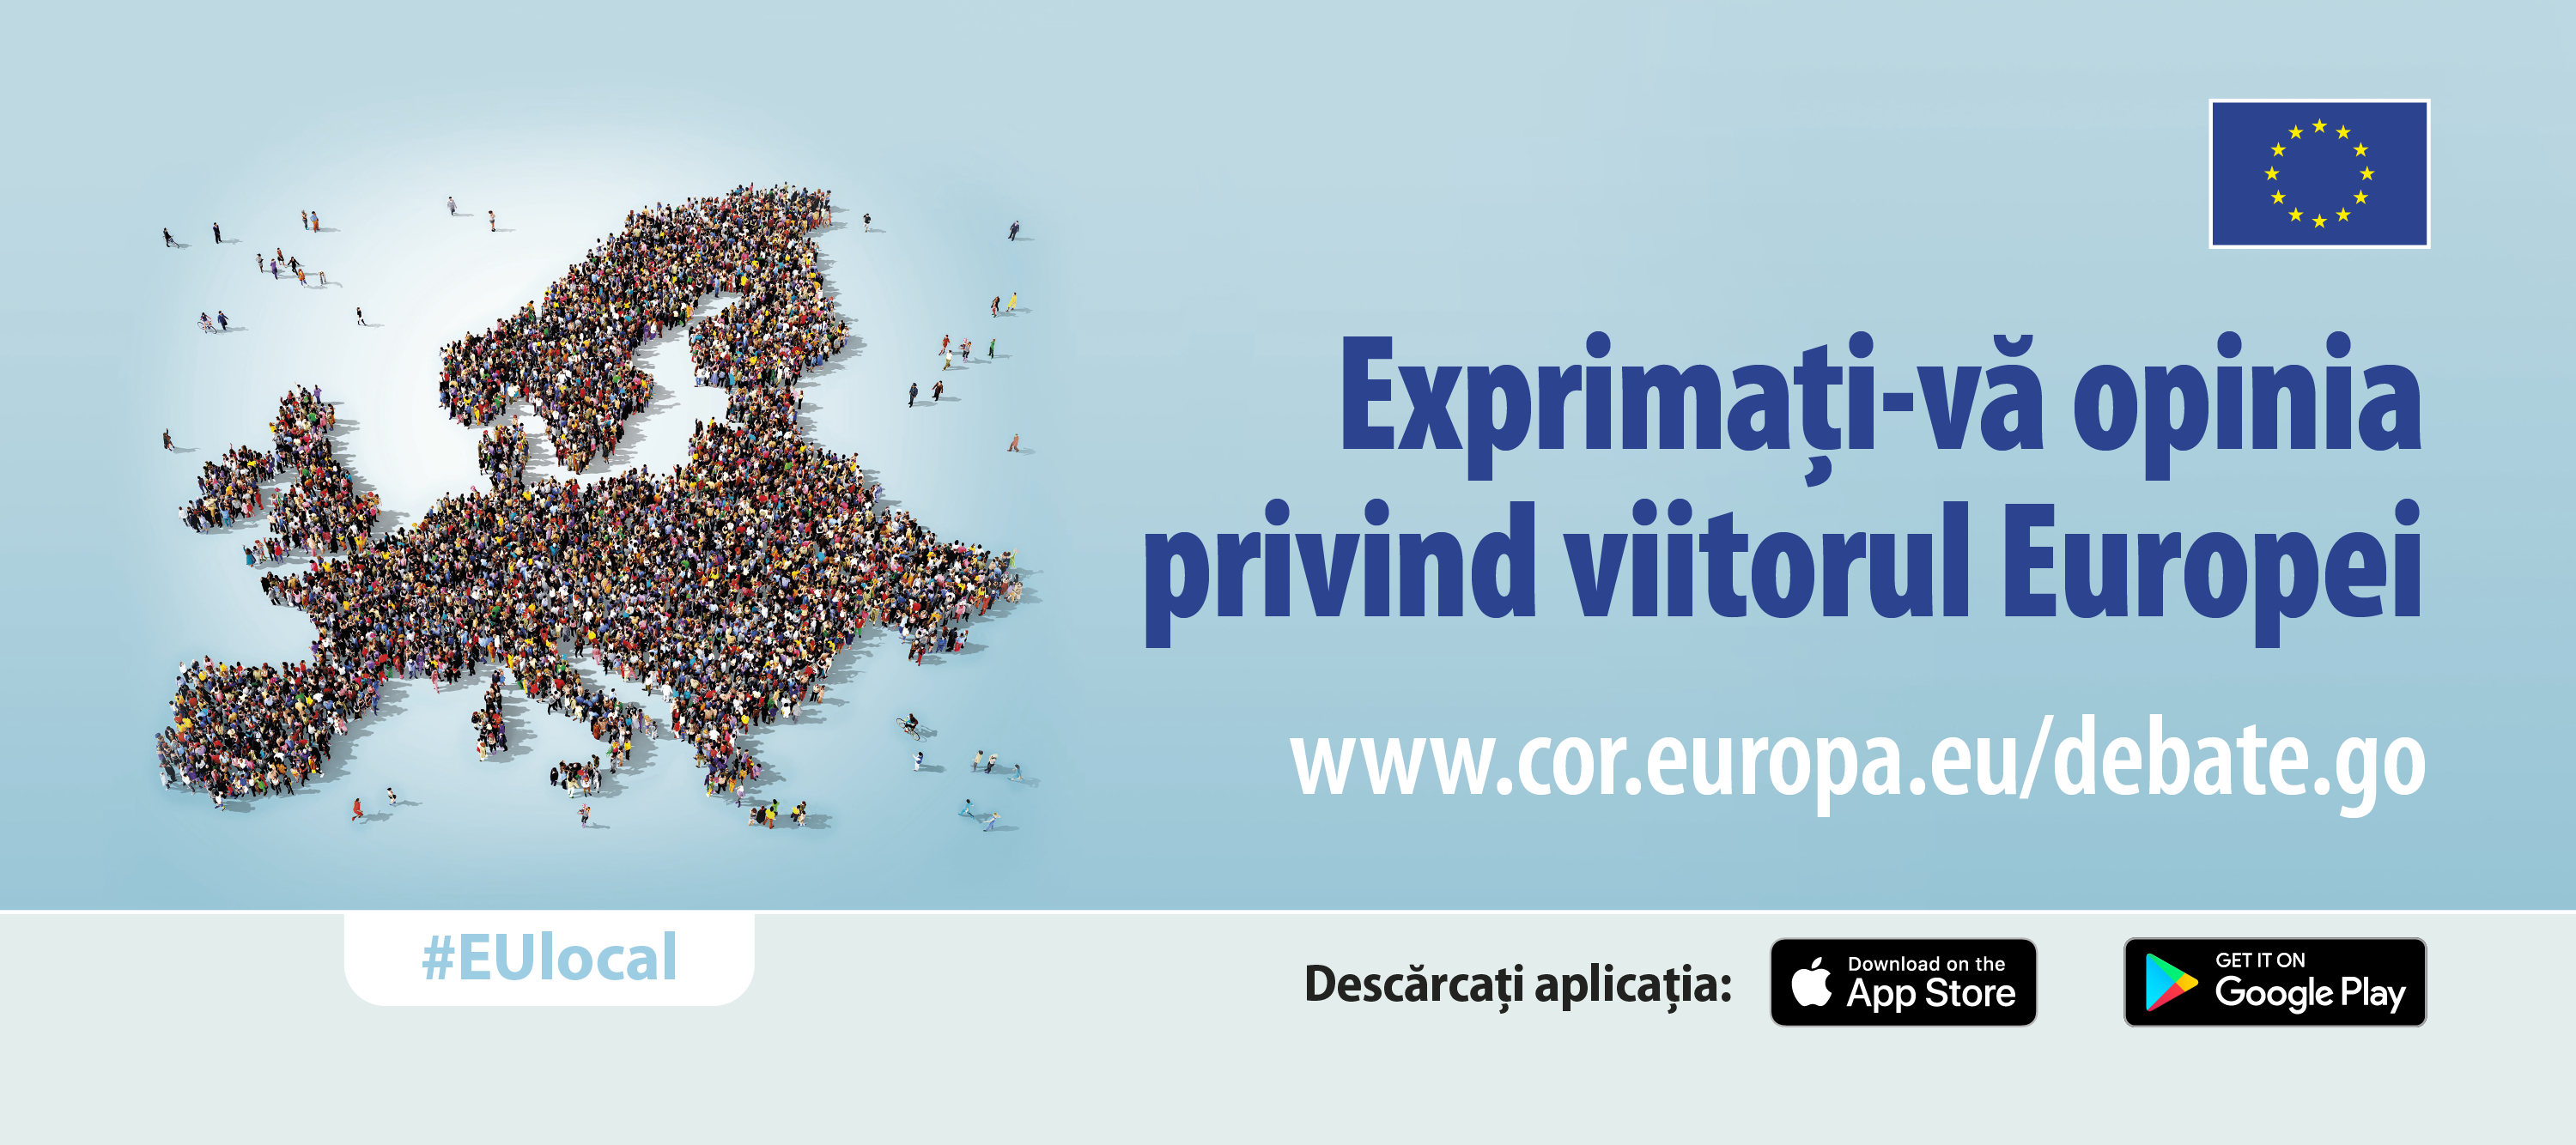 Exprimați-vă opinia
privind viitorul Europei
www.cor.europa.eu/debate.go
#EUlocal
Descărcați aplicația:
Download on the
App Store
GET IT ON
Google Play